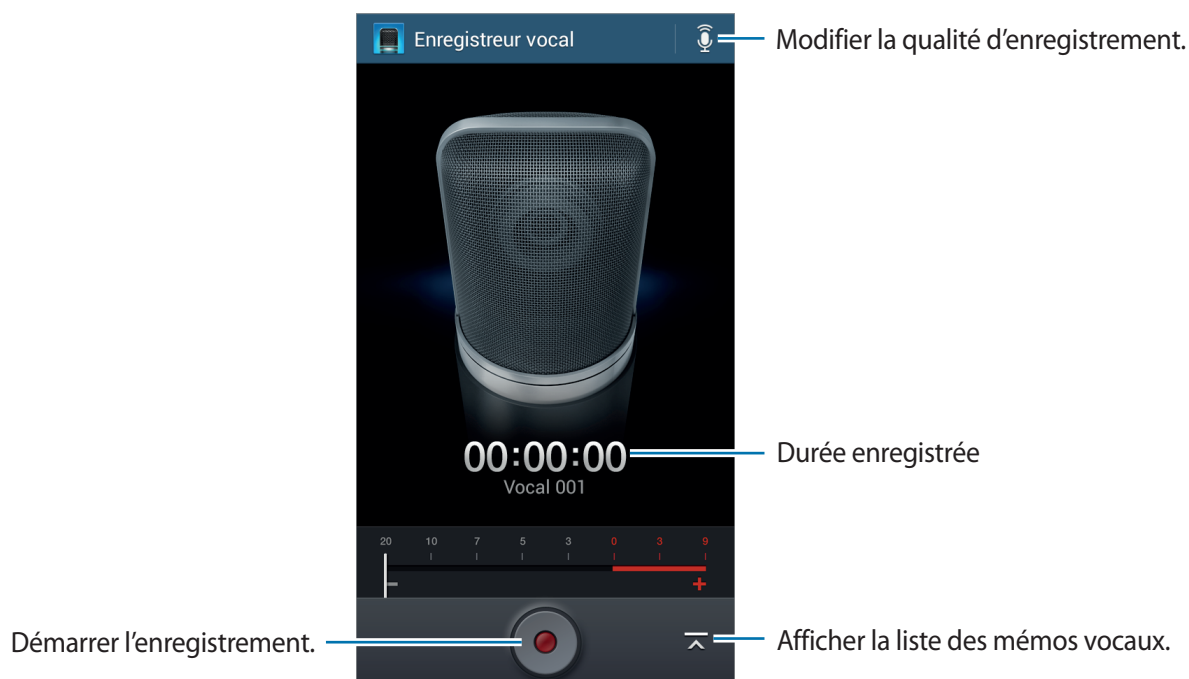 Enregistreur vocal
Modifier la qualité d’enregistrement.
00:00:00
Durée enregistrée
Vocal 001
20 10 7 5 3 0 3 9
− +
Démarrer l’enregistrement.
Afficher la liste des mémos vocaux.